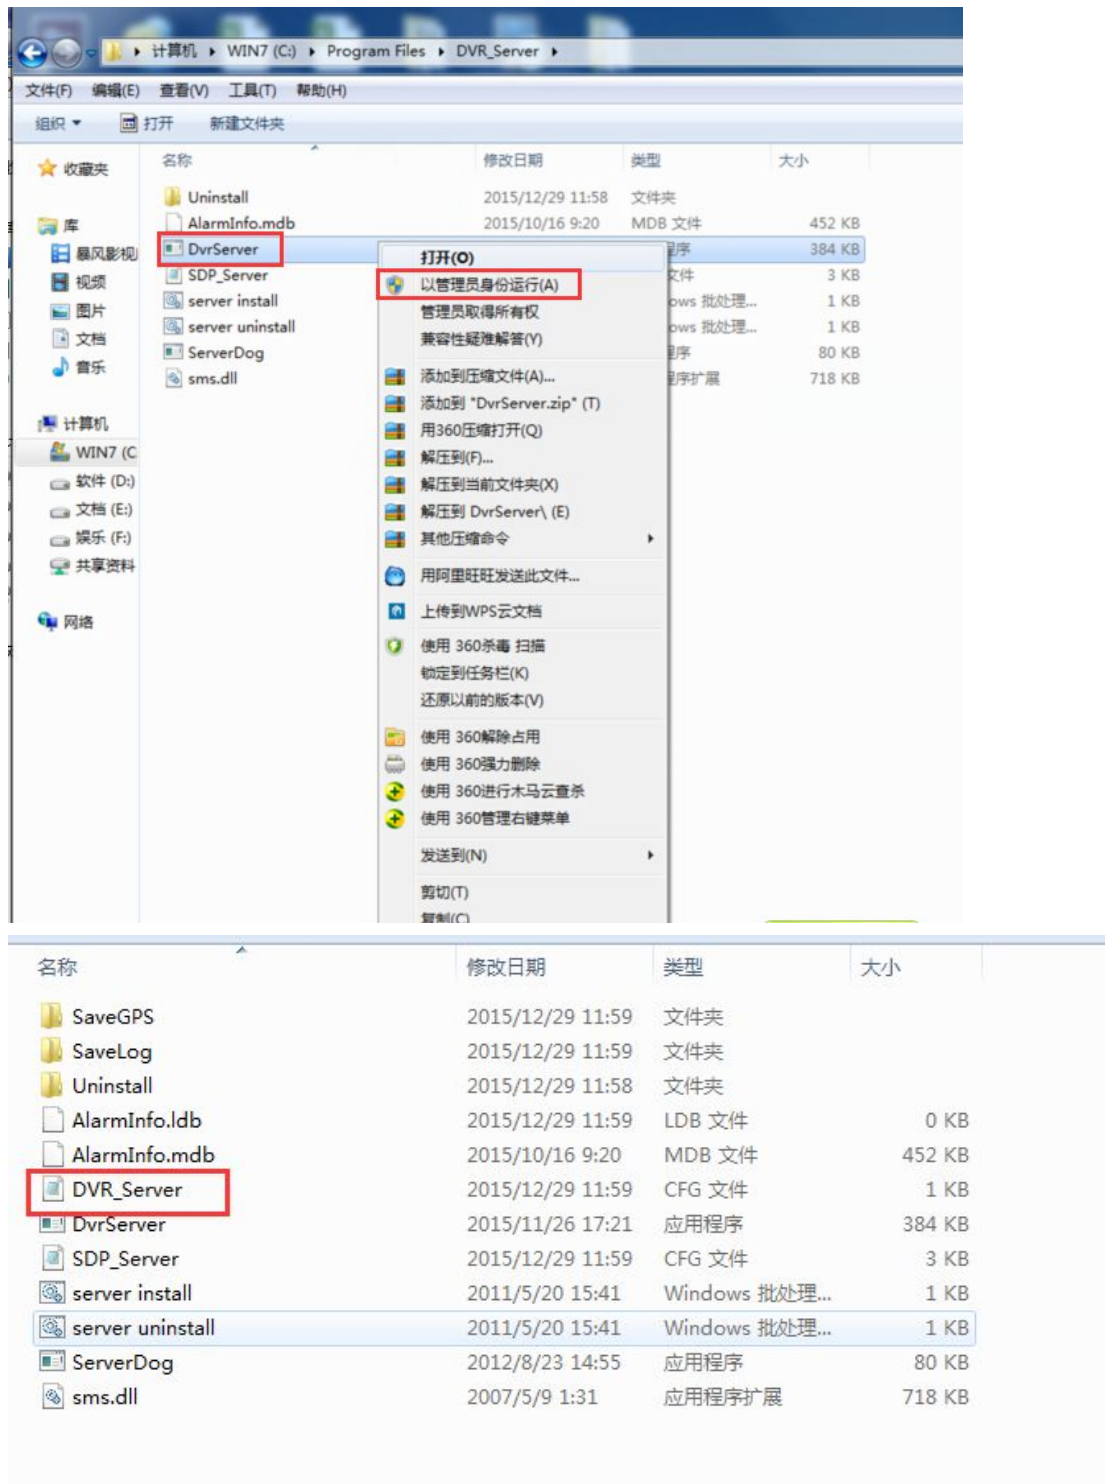 计算机 ▸ WIN7 (C:) ▸ Program Files ▸ DVR_Server ▸
文件(F) 编辑(E) 查看(V) 工具(T) 帮助(H)
组织 打开 新建文件夹
收藏夹
库
暴风影视
视频
图片
文档
音乐
计算机
WIN7 (C
软件 (D:)
文档 (E:)
娱乐 (F:)
共享资料
网络
名称 修改日期 类型 大小
Uninstall 2015/12/29 11:58 文件夹
AlarmInfo.mdb 2015/10/16 9:20 MDB 文件 452 KB
DvrServer 程序 384 KB
SDP_Server 文件 3 KB
server install ows 批处理... 1 KB
server uninstall ows 批处理... 1 KB
ServerDog 程序 80 KB
sms.dll 程序扩展 718 KB
打开(O)
以管理员身份运行(A)
管理员取得所有权
兼容性疑难解答(Y)
添加到压缩文件(A)...
添加到 "DvrServer.zip" (T)
用360压缩打开(Q)
解压到(F)...
解压到当前文件夹(X)
解压到 DvrServer\ (E)
其他压缩命令
用阿里旺旺发送此文件...
上传到WPS云文档
使用 360杀毒 扫描
锁定到任务栏(K)
还原以前的版本(V)
使用 360解除占用
使用 360强力删除
使用 360进行木马云查杀
使用 360管理右键菜单
发送到(N)
剪切(T)
复制(C)
名称 修改日期 类型 大小
SaveGPS 2015/12/29 11:59 文件夹
SaveLog 2015/12/29 11:59 文件夹
Uninstall 2015/12/29 11:58 文件夹
AlarmInfo.ldb 2015/12/29 11:59 LDB 文件 0 KB
AlarmInfo.mdb 2015/10/16 9:20 MDB 文件 452 KB
DVR_Server 2015/12/29 11:59 CFG 文件 1 KB
DvrServer 2015/11/26 17:21 应用程序 384 KB
SDP_Server 2015/12/29 11:59 CFG 文件 3 KB
server install 2011/5/20 15:41 Windows 批处理... 1 KB
server uninstall 2011/5/20 15:41 Windows 批处理... 1 KB
ServerDog 2012/8/23 14:55 应用程序 80 KB
sms.dll 2007/5/9 1:31 应用程序扩展 718 KB